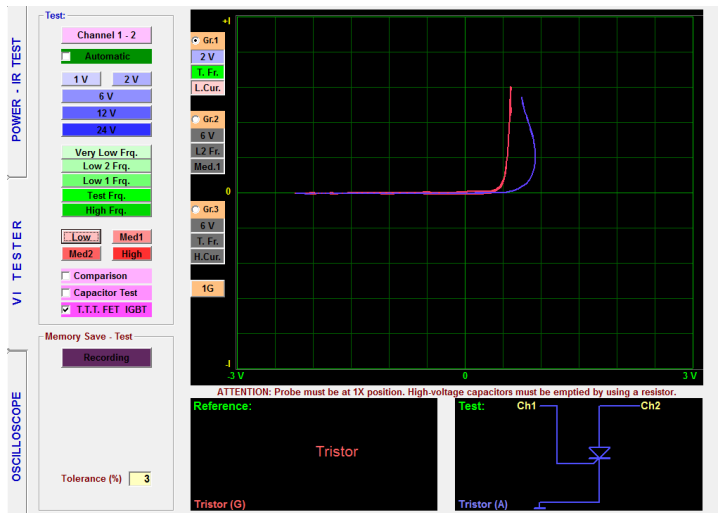 POWER - IR TEST
VI TESTER
OSCILLOSCOPE
Test:
Channel 1 - 2
Automatic
1 V
2 V
6 V
12 V
24 V
Very Low Frq.
Low 2 Frq.
Low 1 Frq.
Test Frq.
High Frq.
Low
Med1
Med2
High
Comparison
Capacitor Test
T.T.T. FET IGBT
Memory Save - Test
Recording
Tolerance (%) 3
Gr.1
2 V
T. Fr.
L.Cur.
Gr.2
6 V
L2 Fr.
Med.1
Gr.3
6 V
T. Fr.
H.Cur.
1G
+I
0
-I
-3 V
0
3 V
ATTENTION: Probe must be at 1X position. High-voltage capacitors must be emptied by using a resistor.
Reference:
Tristor
Tristor (G)
Test:
Ch1
Ch2
Tristor (A)